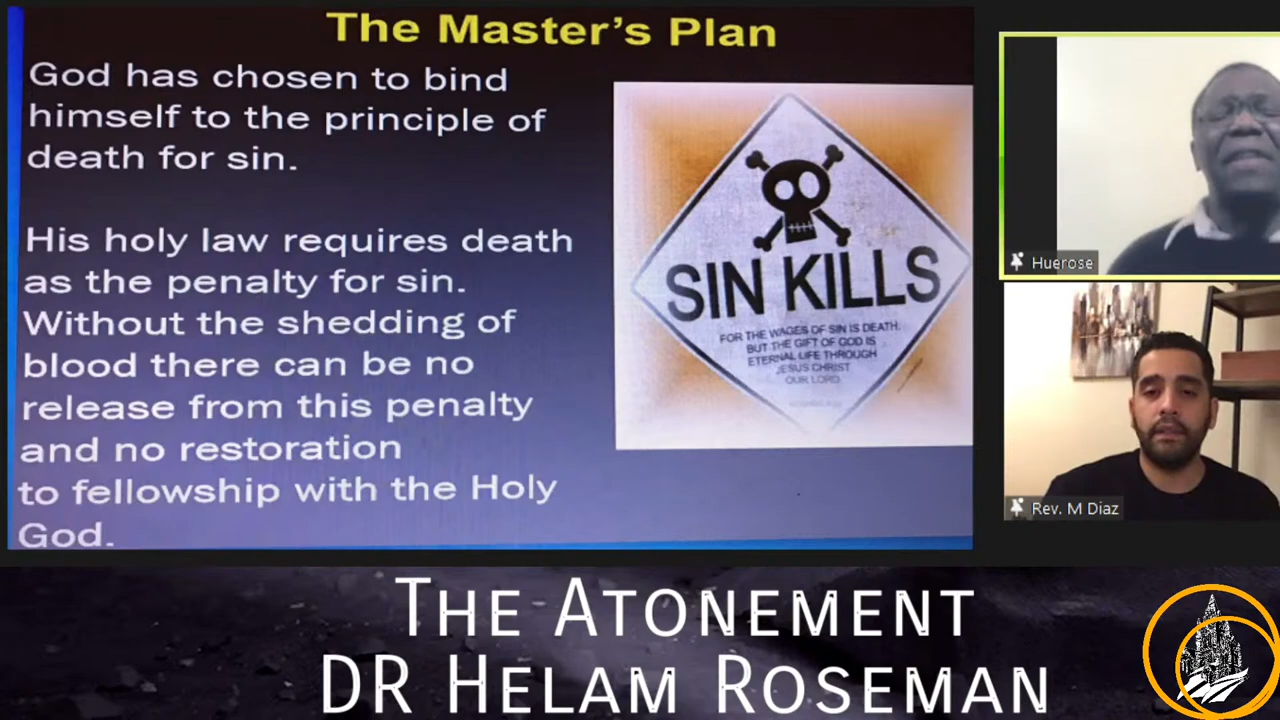 The Master's Plan
God has chosen to bind
himself to the principle of
death for sin.
His holy law requires death
as the penalty for sin.
Without the shedding of
blood there can be no
release from this penalty
and no restoration
to fellowship with the Holy
God.
SIN KILLS
FOR THE WAGES OF SIN IS DEATH.
BUT THE GIFT OF GOD IS
ETERNAL LIFE THROUGH
JESUS CHRIST
OUR LORD
Huerose
Rev. M Diaz
THE ATONEMENT
DR HELAM ROSEMAN